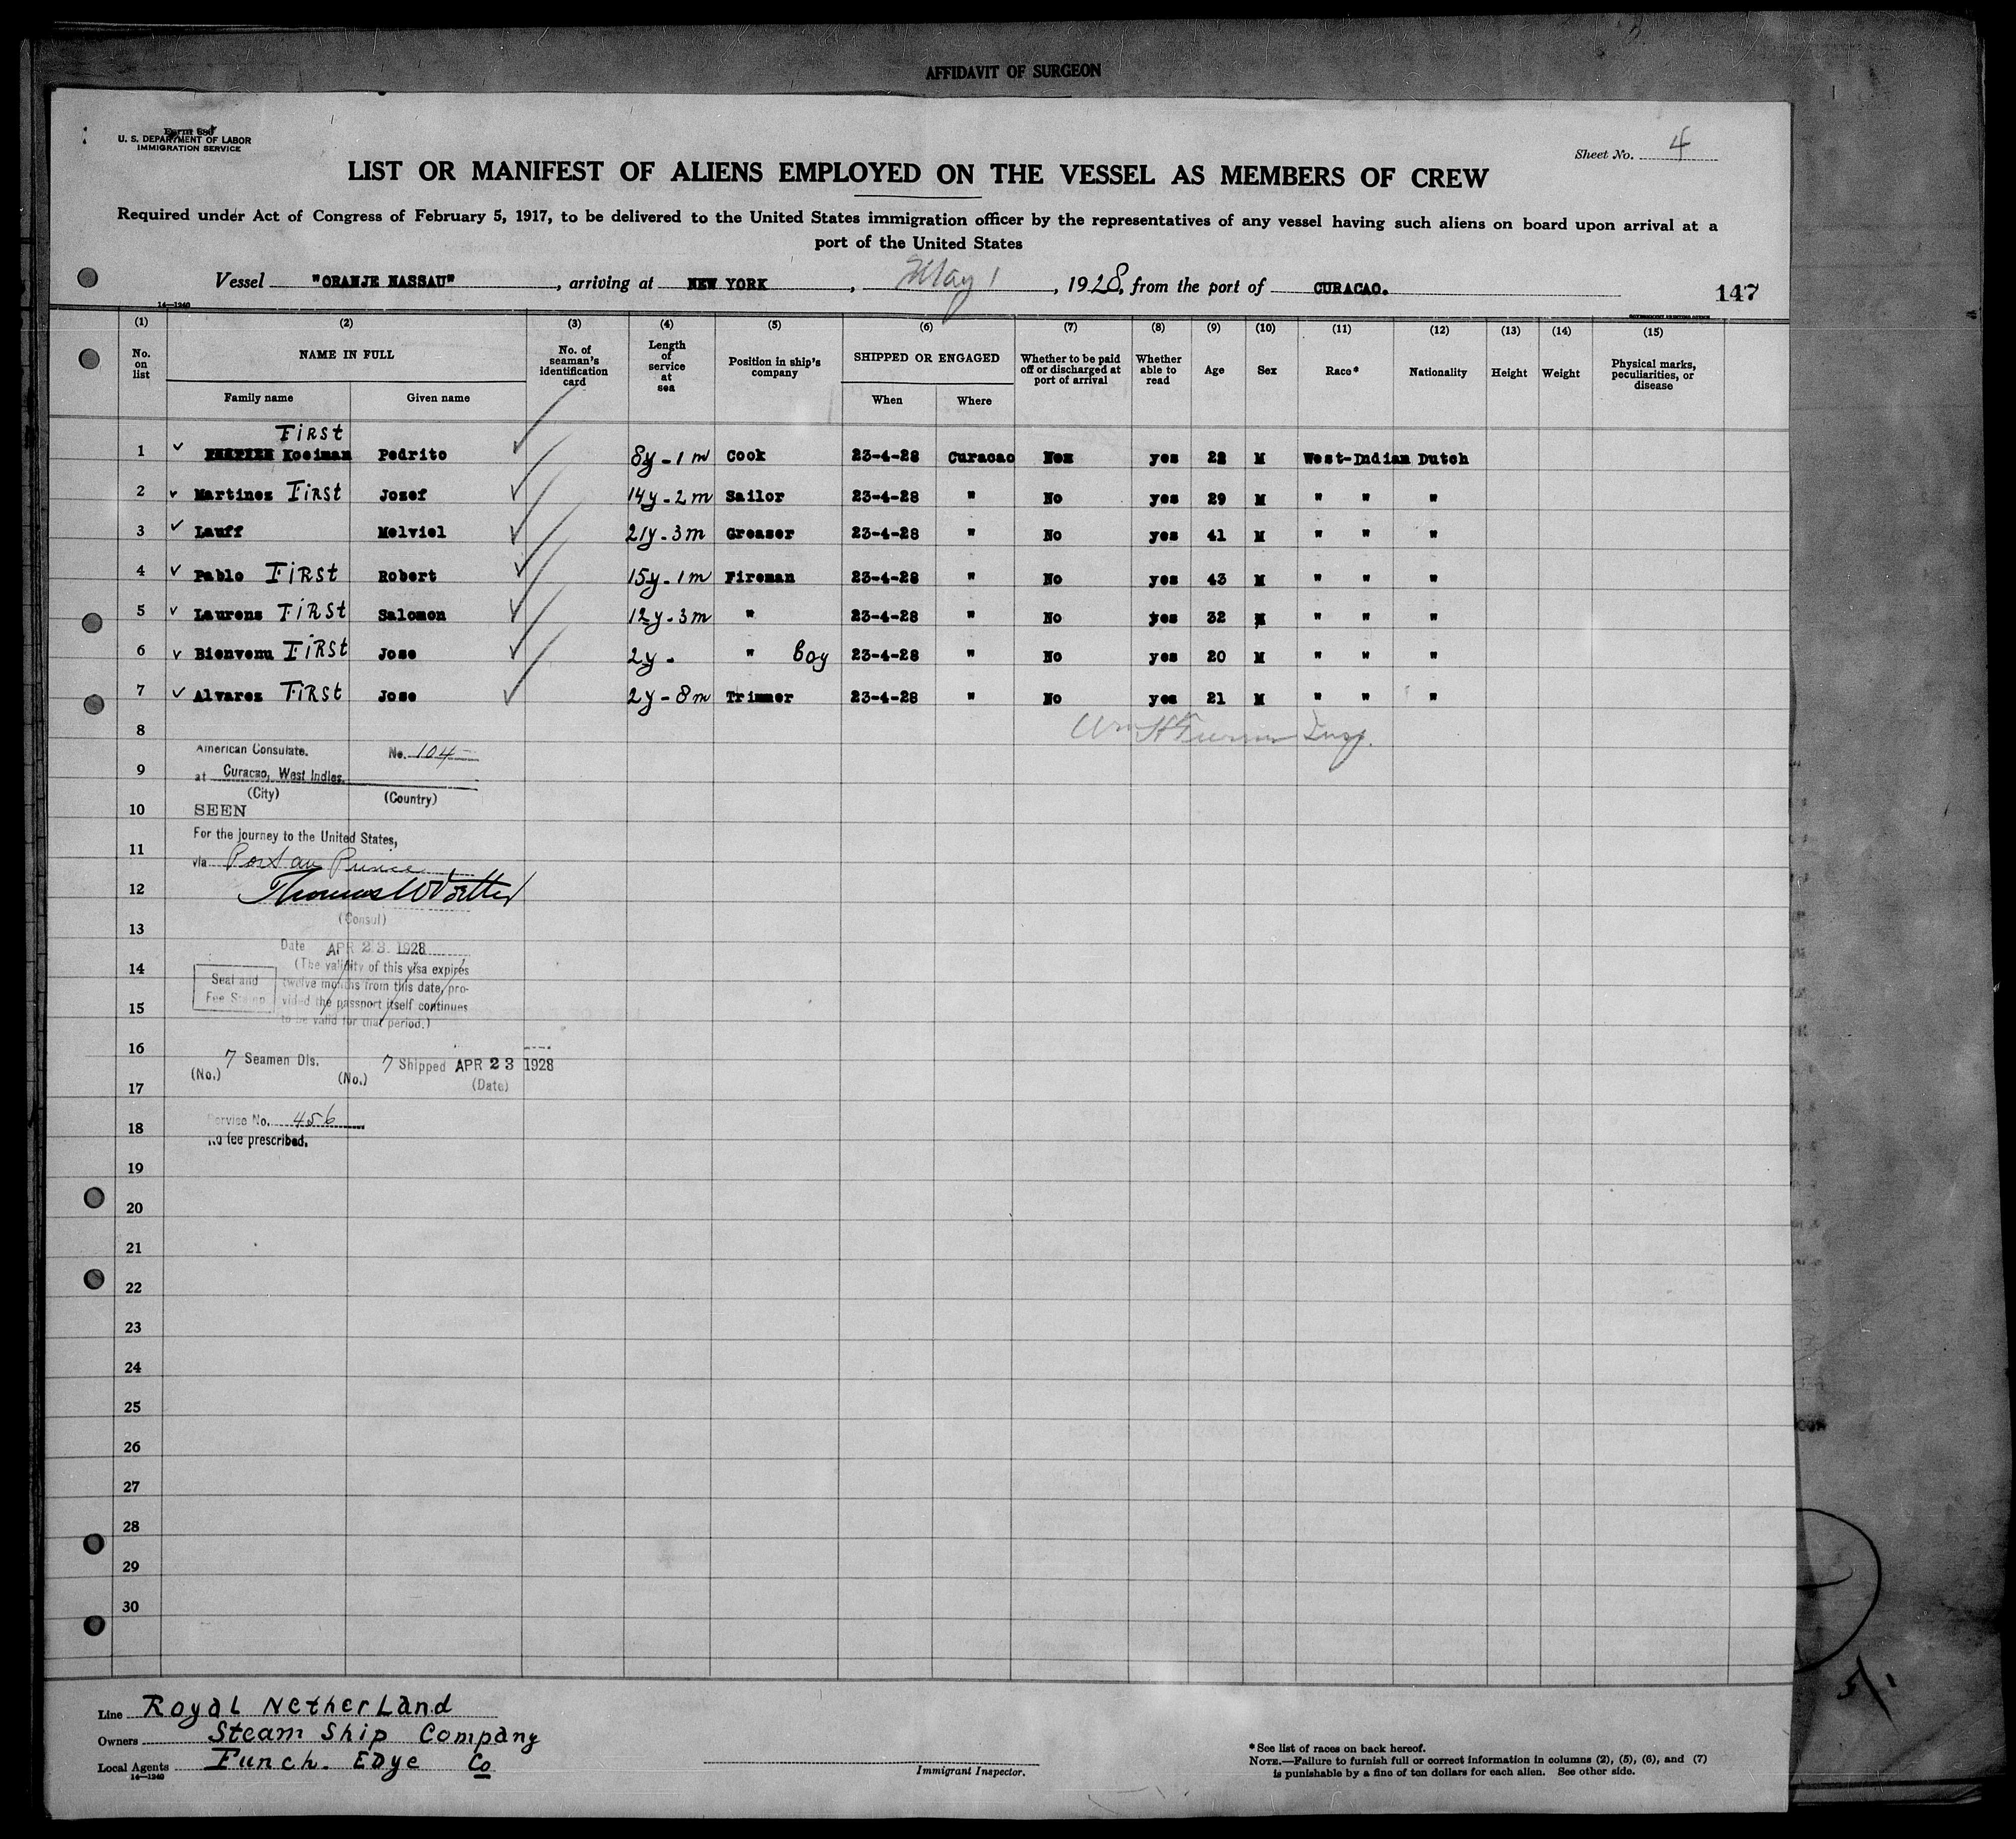 AFFIDAVIT OF SURGEON
U. S. DEPARTMENT OF LABOR
IMMIGRATION SERVICE
Sheet No. 4
LIST OR MANIFEST OF ALIENS EMPLOYED ON THE VESSEL AS MEMBERS OF CREW
Required under Act of Congress of February 5, 1917, to be delivered to the United States immigration officer by the representatives of any vessel having such aliens on board upon arrival at a
port of the United States
Vessel "ORANJE NASSAU", arriving at NEW YORK, May 1, 1928, from the port of CURACAO.
14—1240
147
(1) (2) (3) (4) (5) (6) (7) (8) (9) (10) (11) (12) (13) (14) (15)
No. on list NAME IN FULL No. of seaman's identification card Length of service at sea Position in ship's company SHIPPED OR ENGAGED Whether to be paid off or discharged at port of arrival Whether able to read Age Sex Race* Nationality Height Weight Physical marks, peculiarities, or disease
Family name Given name When Where
First
1 Koeiman Pedrito 8y - 1m Cook 23-4-28 Curacao yes 28 M West-Indian Dutch
2 Martines First Josef 14y - 2m Sailor 23-4-28 " No yes 29 M " " "
3 Lauff Melviel 21y - 3m Greaser 23-4-28 " No yes 41 M " " "
4 Pablo First Robert 15y - 1m Fireman 23-4-28 " No yes 43 M " " "
5 Laurens First Salomon 12y - 3m " 23-4-28 " No yes 32 M " " "
6 Bienvenu First Jose 2y - " boy 23-4-28 " No yes 20 M " " "
7 Alvares First Jose 2y - 8m Trimmer 23-4-28 " No yes 21 M " " "
8
American Consulate. No. 104
9
at Curacao, West Indies.
(City) (Country)
10
SEEN
For the journey to the United States,
11
via Port au Prince
12
(Consul)
13
Date APR 23 1928
14
(The validity of this visa expires
Seal and Fee Stamp
twelve months from this date, pro-
15
vided the passport itself continues
to be valid for that period.)
16
7 Seamen Dis. 7 Shipped APR 23 1928
(No.) (No.) (Date)
17
Service No. 456
18
No fee prescribed.
19
20
21
22
23
24
25
26
27
28
29
30
Line Royal Netherland
Owners Steam Ship Company
Local Agents Funch. Edye Co
14—1240
Immigrant Inspector.
*See list of races on back hereof.
NOTE.—Failure to furnish full or correct information in columns (2), (5), (6), and (7)
is punishable by a fine of ten dollars for each alien. See other side.
5/1